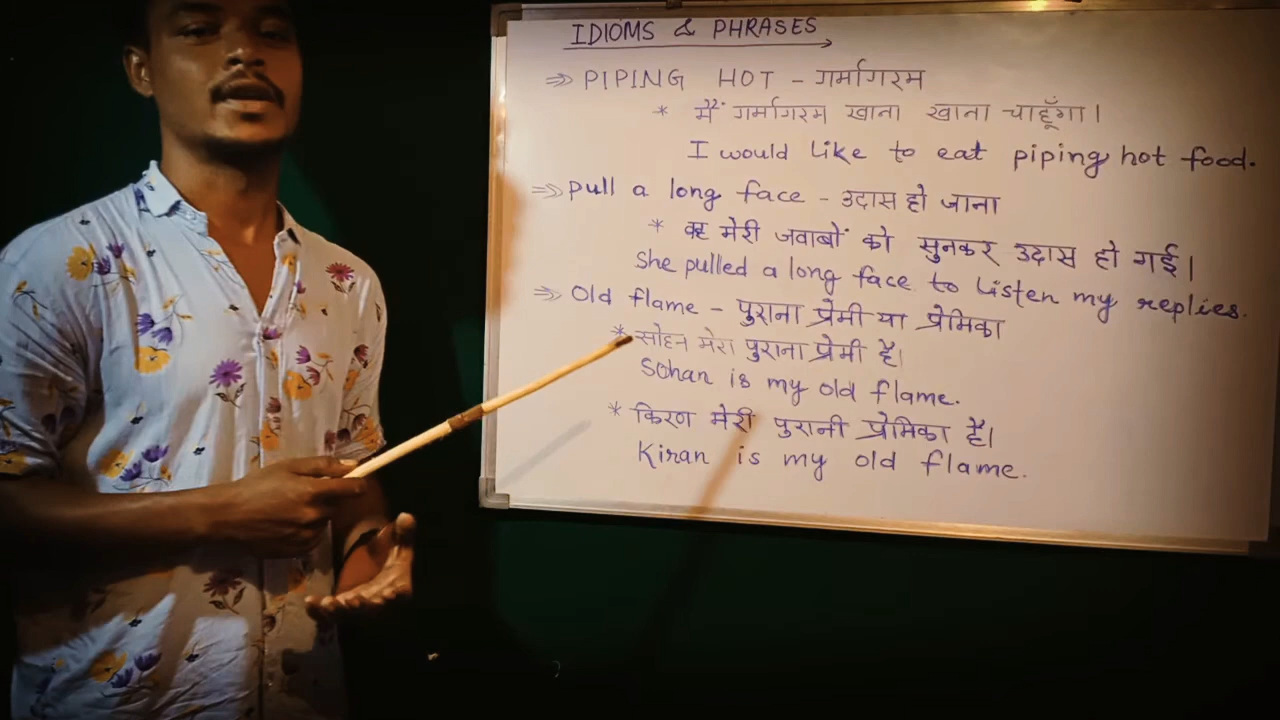 IDIOMS & PHRASES
⇒ PIPING HOT - गर्मागरम
* मैं गर्मागरम खाना खाना चाहूँगा।
I would like to eat piping hot food.
⇒ pull a long face - उदास हो जाना
* वह मेरी जवाबों को सुनकर उदास हो गई।
She pulled a long face to listen my replies.
⇒ Old flame - पुराना प्रेमी या प्रेमिका
* सोहन मेरा पुराना प्रेमी है।
Sohan is my old flame.
* किरण मेरी पुरानी प्रेमिका है।
Kiran is my old flame.